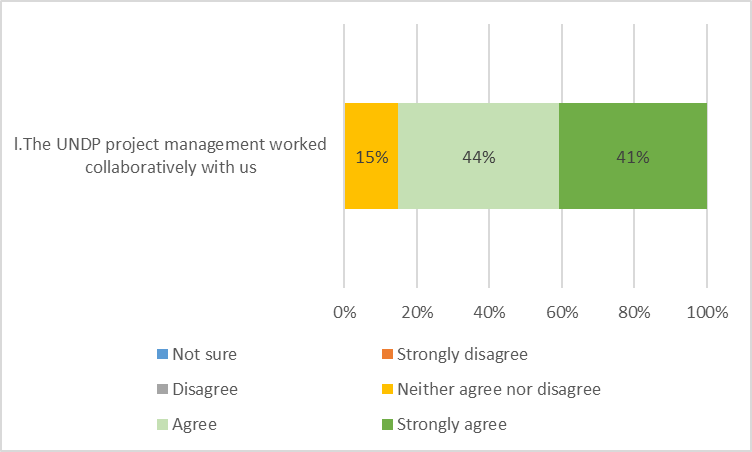 l.The UNDP project management worked
collaboratively with us
15%
44%
41%
0%
20%
40%
60%
80%
100%
Not sure
Strongly disagree
Disagree
Neither agree nor disagree
Agree
Strongly agree